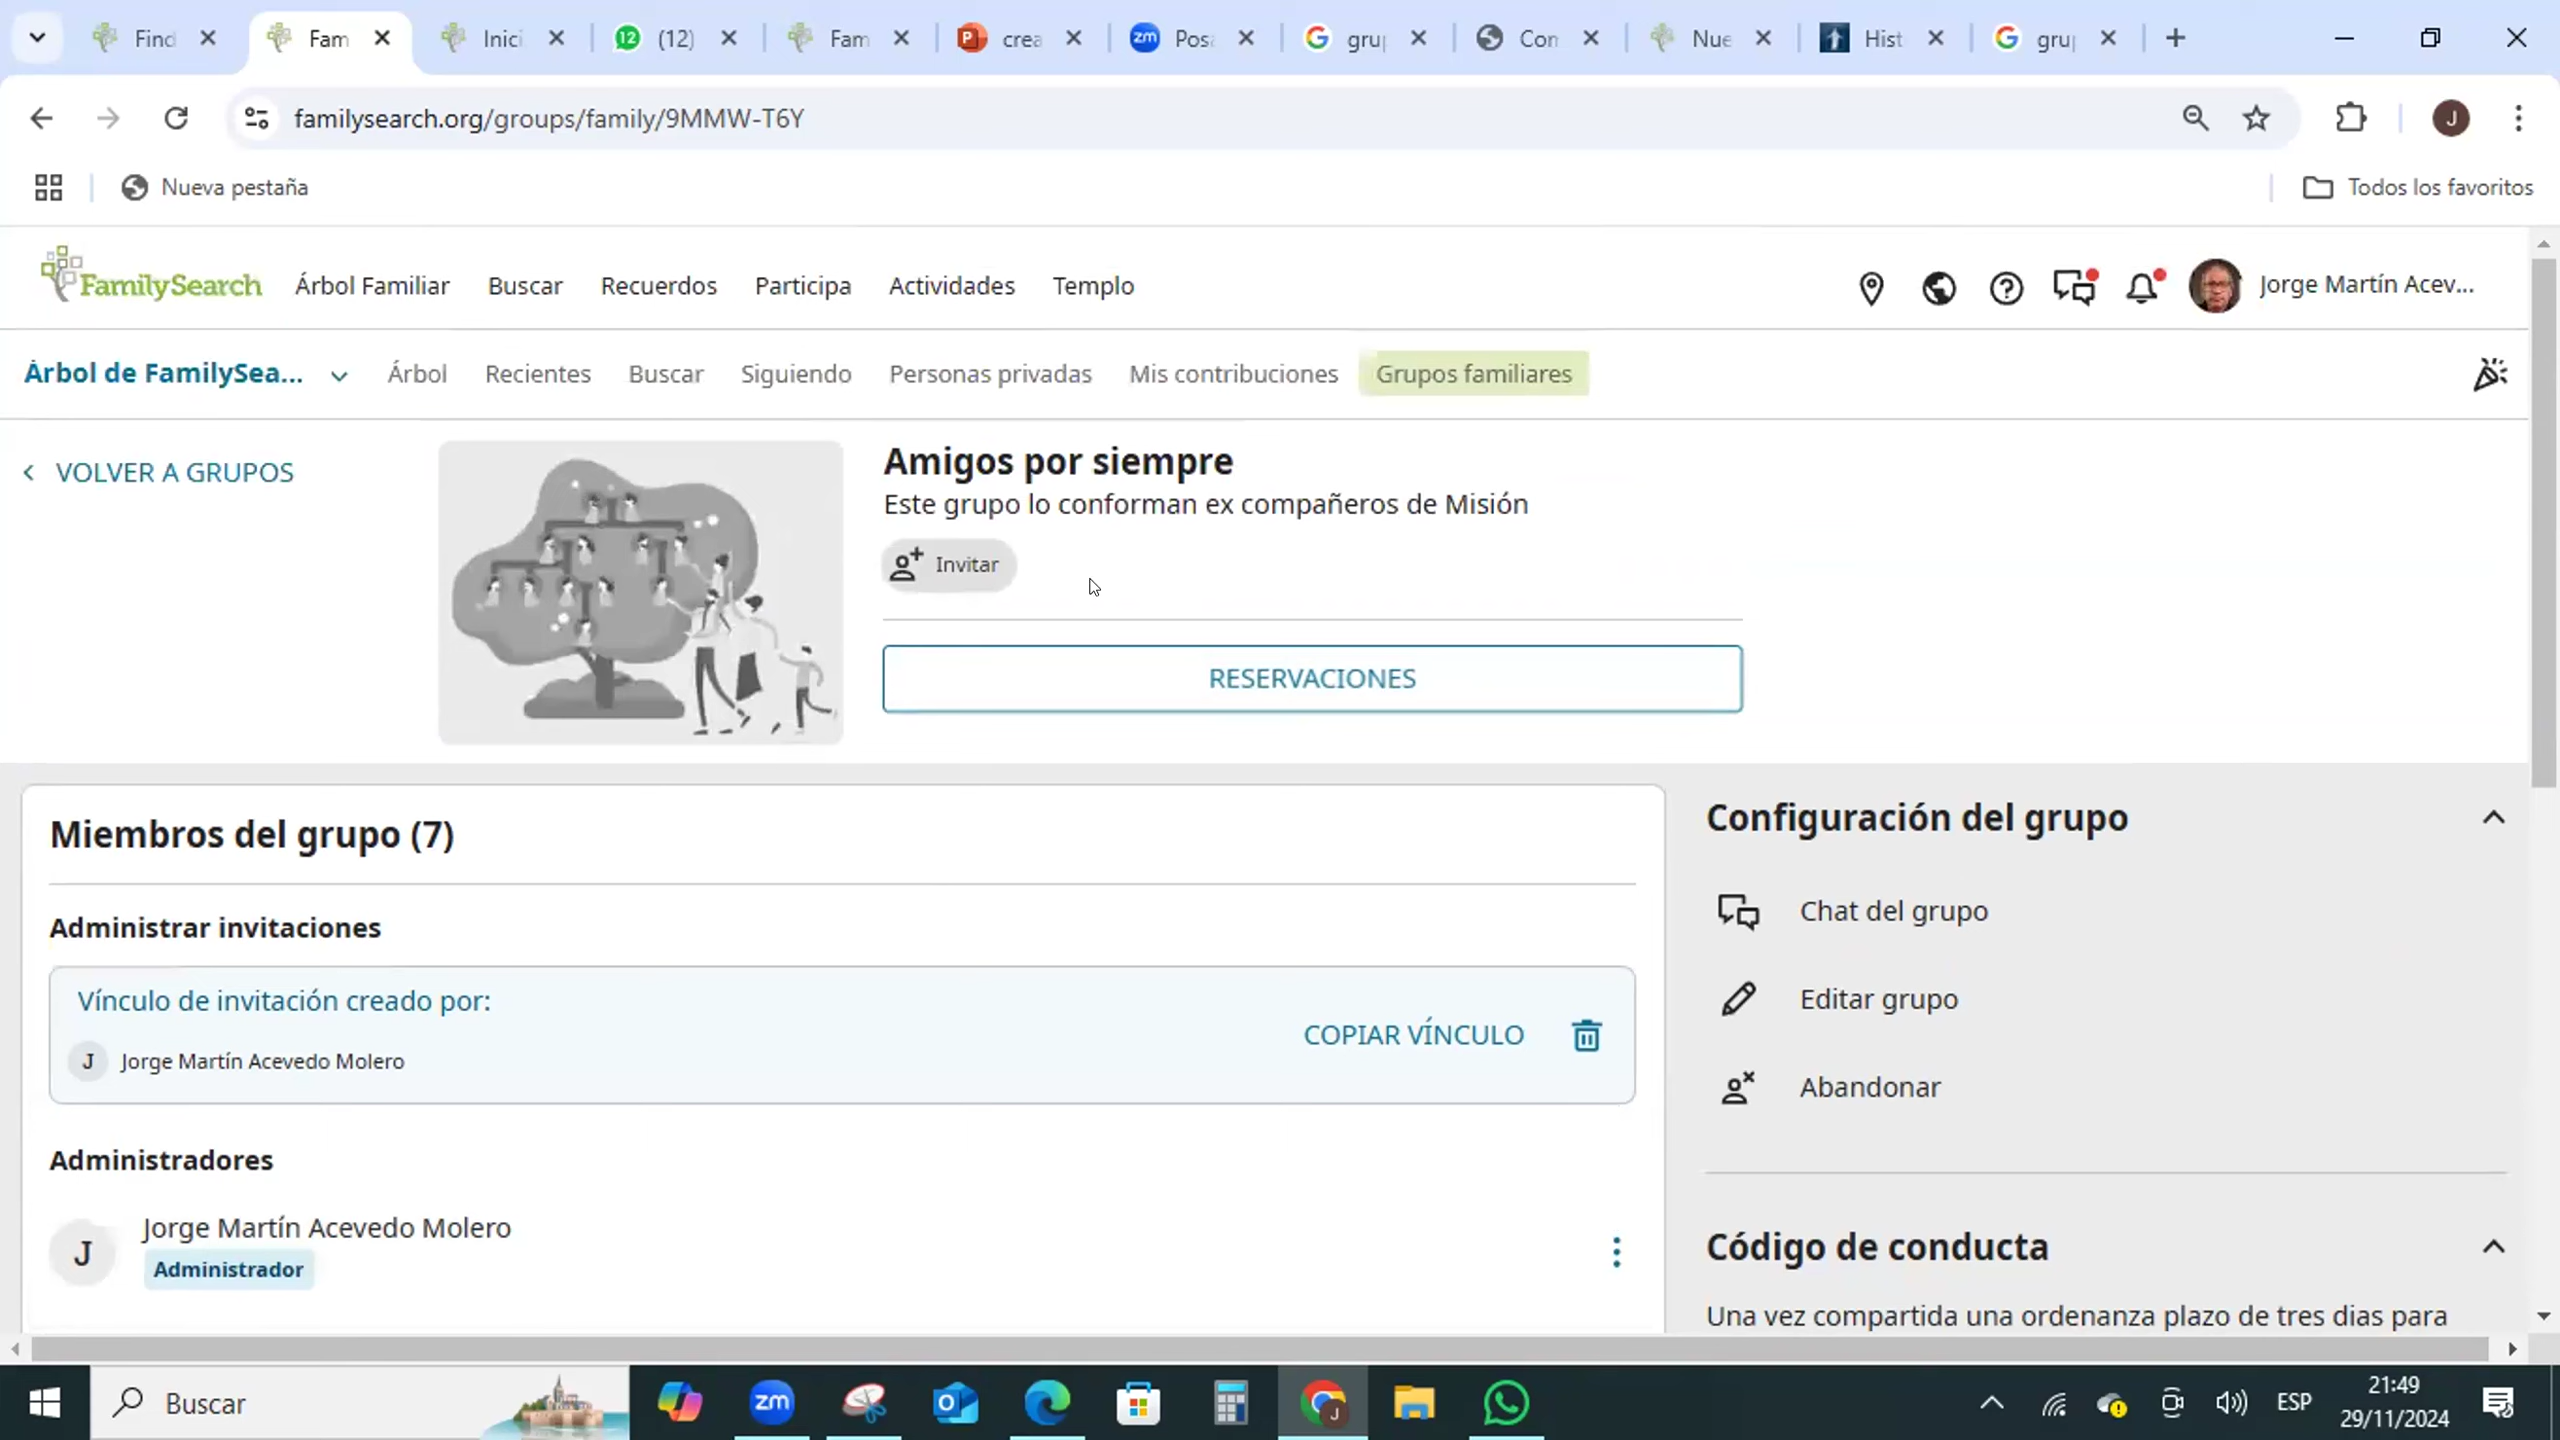 Find
Fam
Inici
12
(12)
Fam
P
crea
zm
Posa
G
gru
Con
Nue
Hist
G
gru
familysearch.org/groups/family/9MMW-T6Y
J
Nueva pestaña
Todos los favoritos
FamilySearch
Árbol Familiar
Buscar
Recuerdos
Participa
Actividades
Templo
Jorge Martín Acev...
Árbol de FamilySea...
Árbol
Recientes
Buscar
Siguiendo
Personas privadas
Mis contribuciones
Grupos familiares
VOLVER A GRUPOS
Amigos por siempre
Este grupo lo conforman ex compañeros de Misión
Invitar
RESERVACIONES
Miembros del grupo (7)
Administrar invitaciones
Vínculo de invitación creado por:
J
Jorge Martín Acevedo Molero
COPIAR VÍNCULO
Administradores
J
Jorge Martín Acevedo Molero
Administrador
Configuración del grupo
Chat del grupo
Editar grupo
Abandonar
Código de conducta
Una vez compartida una ordenanza plazo de tres dias para
Buscar
zm
J
ESP
21:49
29/11/2024